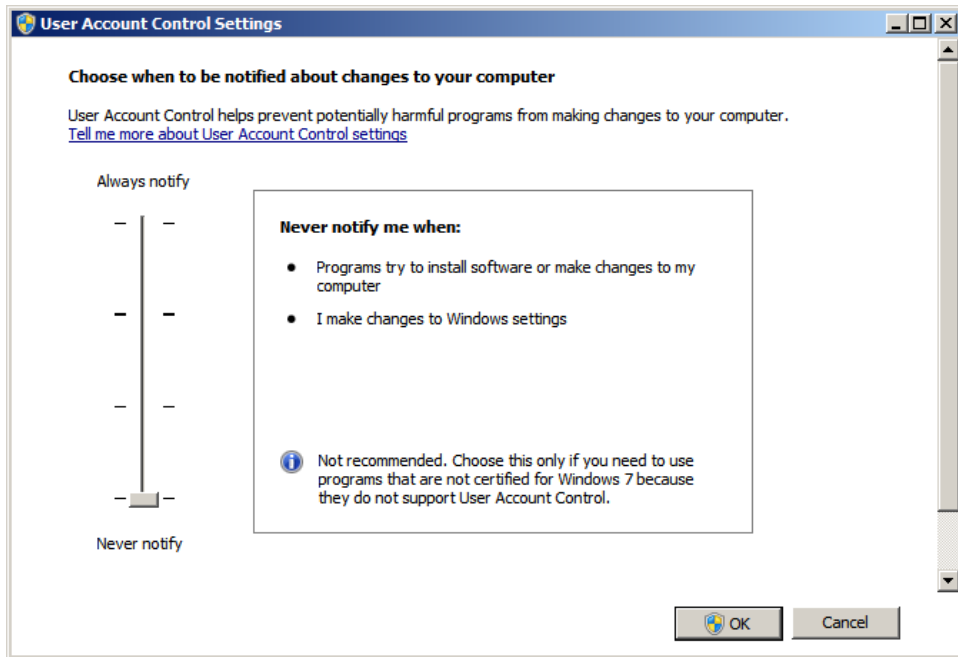 User Account Control Settings
Choose when to be notified about changes to your computer
User Account Control helps prevent potentially harmful programs from making changes to your computer.
Tell me more about User Account Control settings
Always notify
Never notify me when:
Programs try to install software or make changes to my
computer
I make changes to Windows settings
Not recommended. Choose this only if you need to use
programs that are not certified for Windows 7 because
they do not support User Account Control.
Never notify
OK
Cancel